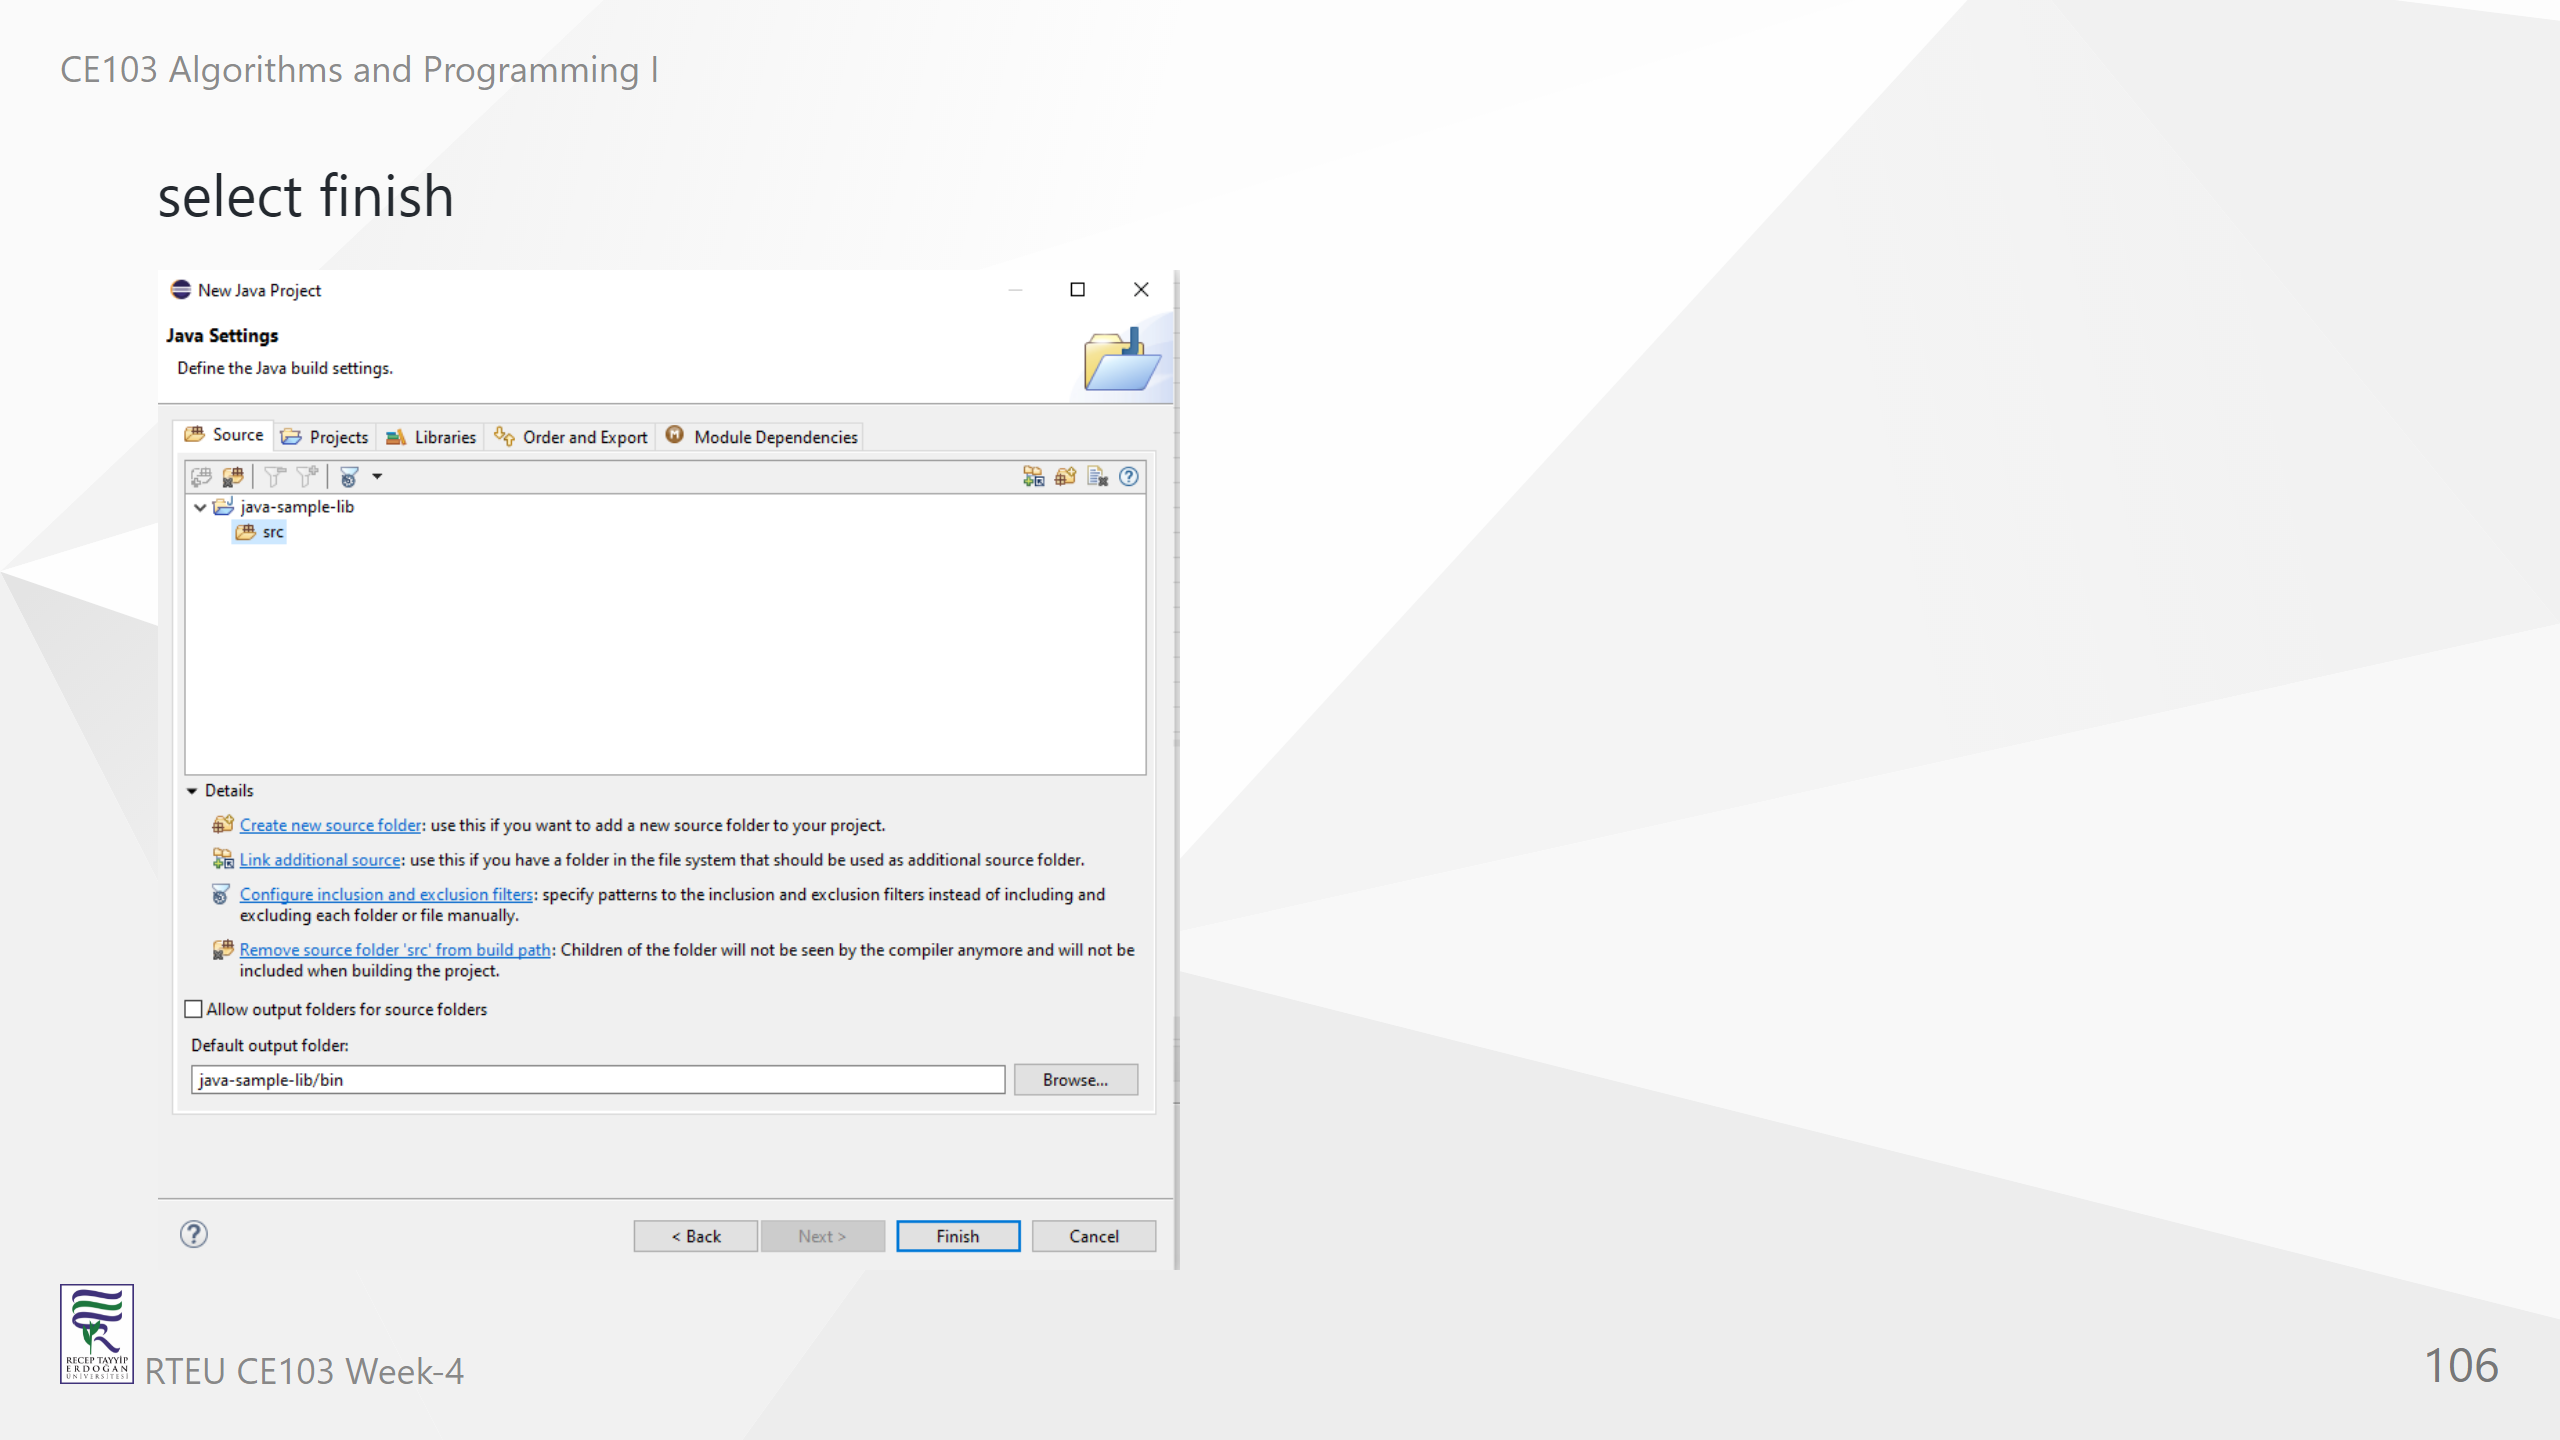 CE103 Algorithms and Programming I
select finish
New Java Project
Java Settings
Define the Java build settings.
Source Projects Libraries Order and Export Module Dependencies
java-sample-lib
src
Details
Create new source folder: use this if you want to add a new source folder to your project.
Link additional source: use this if you have a folder in the file system that should be used as additional source folder.
Configure inclusion and exclusion filters: specify patterns to the inclusion and exclusion filters instead of including and
excluding each folder or file manually.
Remove source folder 'src' from build path: Children of the folder will not be seen by the compiler anymore and will not be
included when building the project.
Allow output folders for source folders
Default output folder:
java-sample-lib/bin Browse...
< Back Next > Finish Cancel
RECEP TAYYİP
ERDOĞAN
ÜNİVERSİTESİ
RTEU CE103 Week-4
106